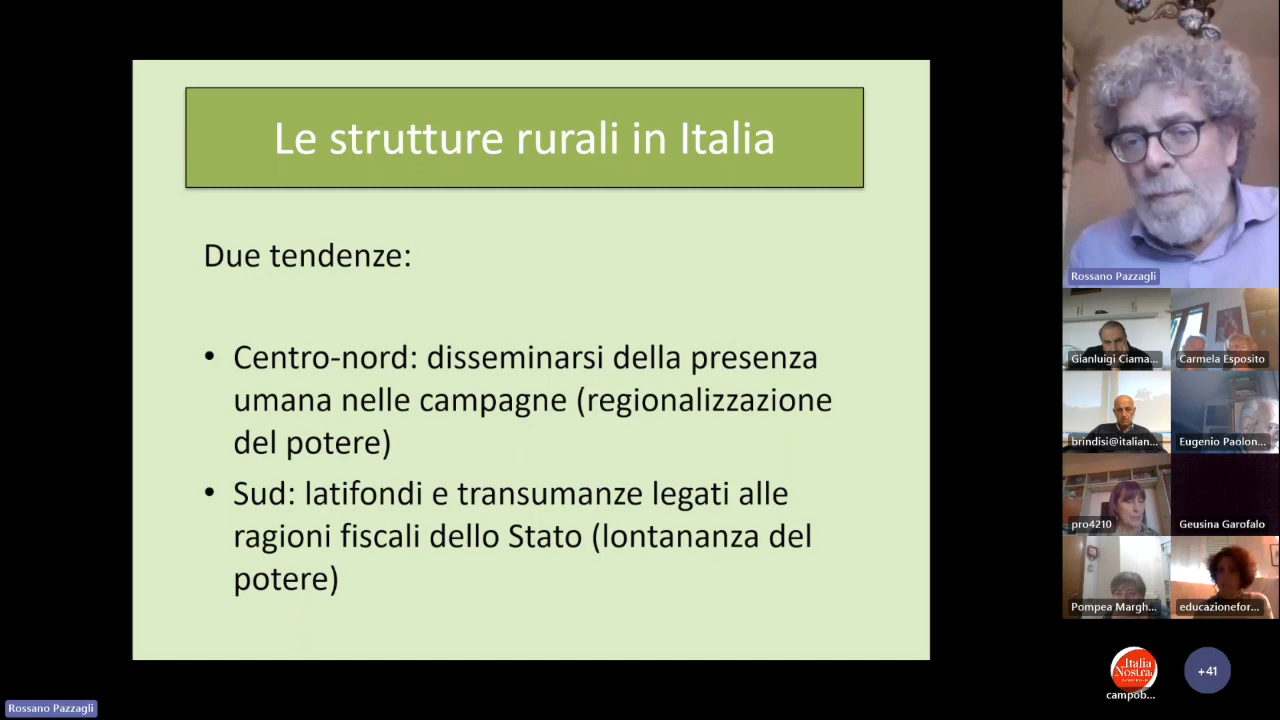 Le strutture rurali in Italia
Due tendenze:
• Centro-nord: disseminarsi della presenza
umana nelle campagne (regionalizzazione
del potere)
• Sud: latifondi e transumanze legati alle
ragioni fiscali dello Stato (lontananza del
potere)
Rossano Pazzagli
Gianluigi Ciama...
Carmela Esposito
brindisi@italian...
Eugenio Paolon...
pro4210
Geusina Garofalo
Pompea Margh...
educazionefor...
Italia
Nostra
campob...
+41
Rossano Pazzagli